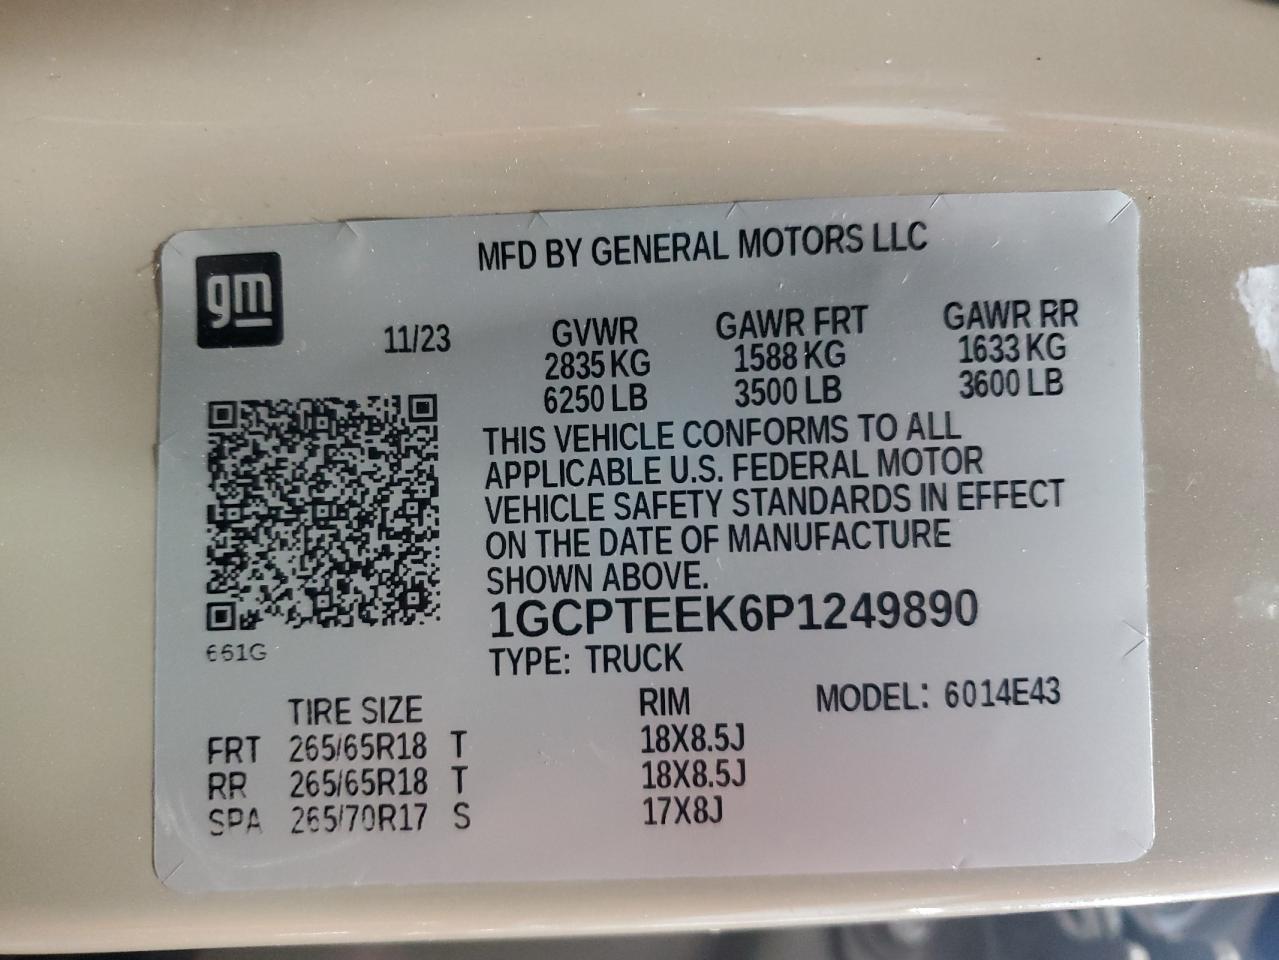 gm
MFD BY GENERAL MOTORS LLC
11/23
GVWR GAWR FRT GAWR RR
2835 KG 1588 KG 1633 KG
6250 LB 3500 LB 3600 LB
THIS VEHICLE CONFORMS TO ALL
APPLICABLE U.S. FEDERAL MOTOR
VEHICLE SAFETY STANDARDS IN EFFECT
ON THE DATE OF MANUFACTURE
SHOWN ABOVE.
1GCPTEEK6P1249890
661G
TYPE: TRUCK
TIRE SIZE RIM MODEL: 6014E43
FRT 265/65R18 T 18X8.5J
RR 265/65R18 T 18X8.5J
SPA 265/70R17 S 17X8J